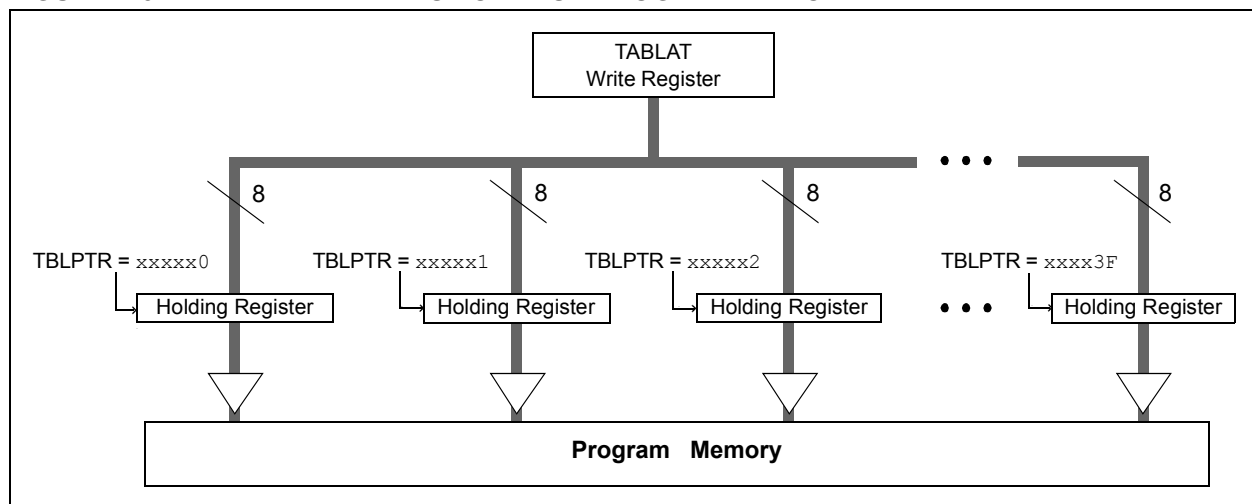 TABLAT
Write Register
8 8 8 8
TBLPTR = xxxxx0 TBLPTR = xxxxx1 TBLPTR = xxxxx2 TBLPTR = xxxx3F
Holding Register Holding Register Holding Register Holding Register
Program Memory